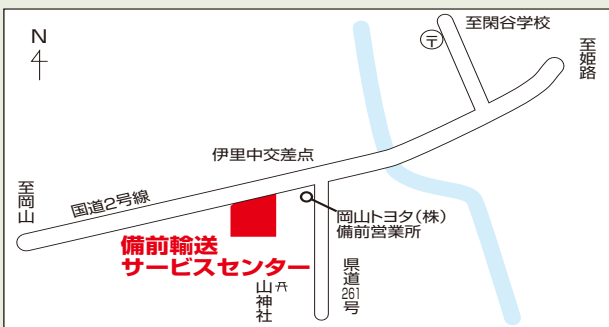 N
至閑谷学校
〒
至姫路
伊里中交差点
至岡山
国道2号線
岡山トヨタ(株)
備前営業所
備前輸送
サービスセンター
山神社
県道261号